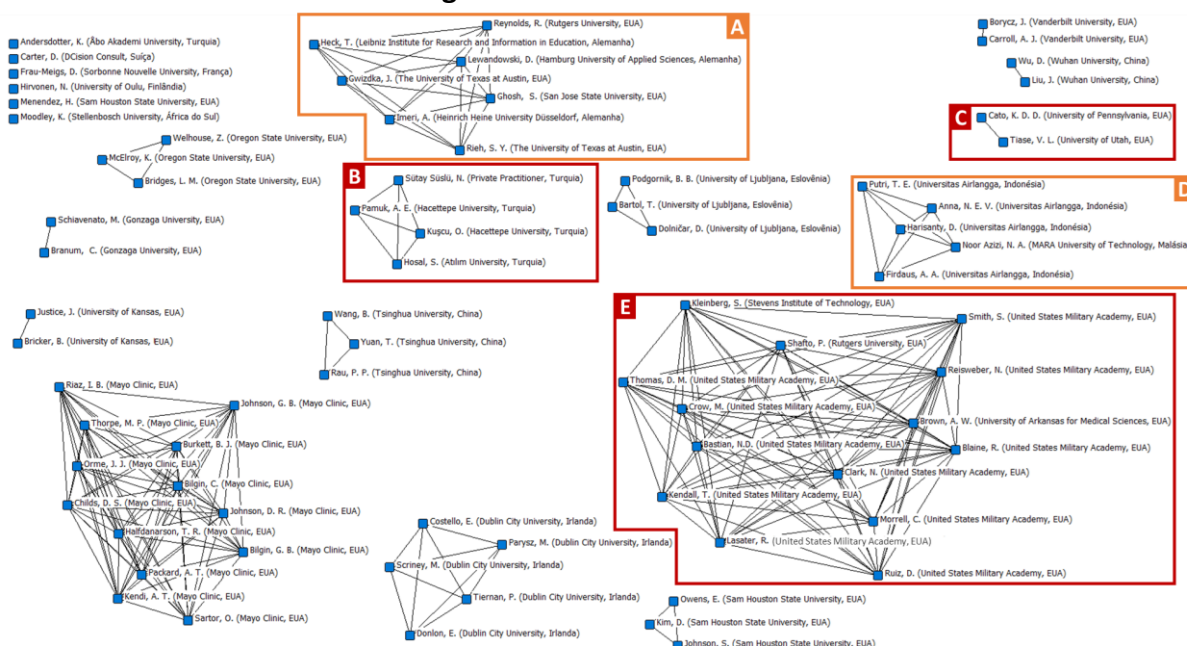 Andersdotter, K. (Åbo Akademi University, Turquia)
Carter, D. (DCision Consult, Suíça)
Frau-Meigs, D. (Sorbonne Nouvelle University, França)
Hirvonen, N. (University of Oulu, Finlândia)
Menendez, H. (Sam Houston State University, EUA)
Moodley, K. (Stellenbosch University, África do Sul)
Welhouse, Z. (Oregon State University, EUA)
McElroy, K. (Oregon State University, EUA)
Bridges, L. M. (Oregon State University, EUA)
Schiavenato, M. (Gonzaga University, EUA)
Branum, C. (Gonzaga University, EUA)
A
Reynolds, R. (Rutgers University, EUA)
Heck, T. (Leibniz Institute for Research and Information in Education, Alemanha)
Lewandowski, D. (Hamburg University of Applied Sciences, Alemanha)
Gwizdka, J. (The University of Texas at Austin, EUA)
Ghosh, S. (San Jose State University, EUA)
Imeri, A. (Heinrich Heine University Düsseldorf, Alemanha)
Rieh, S. Y. (The University of Texas at Austin, EUA)
Borycz, J. (Vanderbilt University, EUA)
Carroll, A. J. (Vanderbilt University, EUA)
Wu, D. (Wuhan University, China)
Liu, J. (Wuhan University, China)
C
Cato, K. D. D. (University of Pennsylvania, EUA)
Tiase, V. L. (University of Utah, EUA)
B
Sütay Süslü, N. (Private Practitioner, Turquia)
Pamuk, A. E. (Hacettepe University, Turquia)
Kuşcu, O. (Hacettepe University, Turquia)
Hosal, S. (Atılım University, Turquia)
Podgornik, B. B. (University of Ljubljana, Eslovênia)
Bartol, T. (University of Ljubljana, Eslovênia)
Dolničar, D. (University of Ljubljana, Eslovênia)
D
Putri, T. E. (Universitas Airlangga, Indonésia)
Anna, N. E. V. (Universitas Airlangga, Indonésia)
Harisanty, D. (Universitas Airlangga, Indonésia)
Noor Azizi, N. A. (MARA University of Technology, Malásia)
Firdaus, A. A. (Universitas Airlangga, Indonésia)
Justice, J. (University of Kansas, EUA)
Bricker, B. (University of Kansas, EUA)
Wang, B. (Tsinghua University, China)
Yuan, T. (Tsinghua University, China)
Rau, P. P. (Tsinghua University, China)
E
Kleinberg, S. (Stevens Institute of Technology, EUA)
Smith, S. (United States Military Academy, EUA)
Shafto, P. (Rutgers University, EUA)
Reisweber, N. (United States Military Academy, EUA)
Thomas, D. M. (United States Military Academy, EUA)
Crow, M. (United States Military Academy, EUA)
Brown, A. W. (University of Arkansas for Medical Sciences, EUA)
Bastian, N.D. (United States Military Academy, EUA)
Blaine, R. (United States Military Academy, EUA)
Clark, N. (United States Military Academy, EUA)
Kendall, T. (United States Military Academy, EUA)
Morrell, C. (United States Military Academy, EUA)
Lasater, R. (United States Military Academy, EUA)
Ruiz, D. (United States Military Academy, EUA)
Riaz, I. B. (Mayo Clinic, EUA)
Johnson, G. B. (Mayo Clinic, EUA)
Thorpe, M. P. (Mayo Clinic, EUA)
Burkett, B. J. (Mayo Clinic, EUA)
Orme, J. J. (Mayo Clinic, EUA)
Bilgin, C. (Mayo Clinic, EUA)
Childs, D. S. (Mayo Clinic, EUA)
Johnson, D. R. (Mayo Clinic, EUA)
Halfdanarson, T. R. (Mayo Clinic, EUA)
Bilgin, G. B. (Mayo Clinic, EUA)
Packard, A. T. (Mayo Clinic, EUA)
Kendi, A. T. (Mayo Clinic, EUA)
Sartor, O. (Mayo Clinic, EUA)
Costello, E. (Dublin City University, Irlanda)
Parysz, M. (Dublin City University, Irlanda)
Scriney, M. (Dublin City University, Irlanda)
Tiernan, P. (Dublin City University, Irlanda)
Donlon, E. (Dublin City University, Irlanda)
Owens, E. (Sam Houston State University, EUA)
Kim, D. (Sam Houston State University, EUA)
Johnson, S. (Sam Houston State University, EUA)